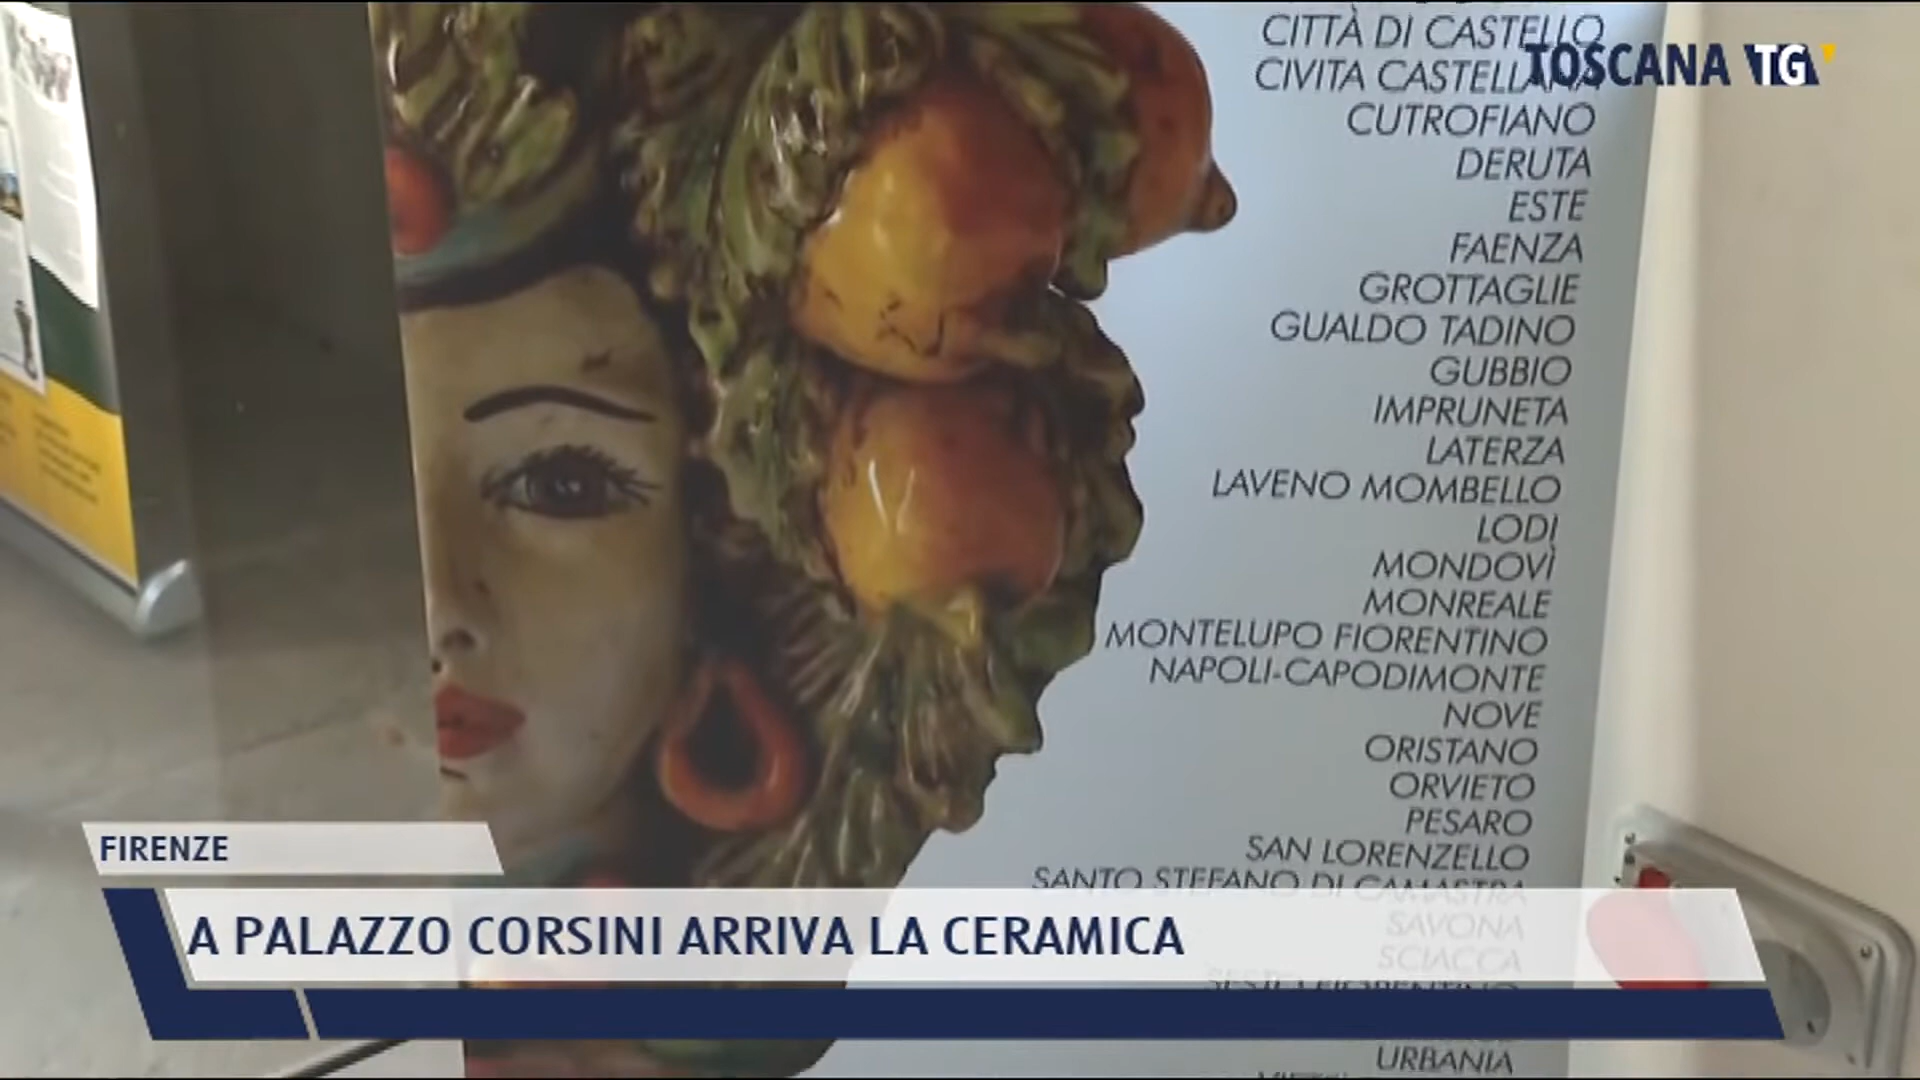 CITTÀ DI CASTELLO
TOSCANA TG
CIVITA CASTELLANA
CUTROFIANO
DERUTA
ESTE
FAENZA
GROTTAGLIE
GUALDO TADINO
GUBBIO
IMPRUNETA
LATERZA
LAVENO MOMBELLO
LODI
MONDOVÌ
MONREALE
MONTELUPO FIORENTINO
NAPOLI-CAPODIMONTE
NOVE
ORISTANO
ORVIETO
PESARO
SAN LORENZELLO
SANTO STEFANO DI CAMASTRA
SAVONA
SCIACCA
SESTO FIORENTINO
URBANIA
FIRENZE
A PALAZZO CORSINI ARRIVA LA CERAMICA